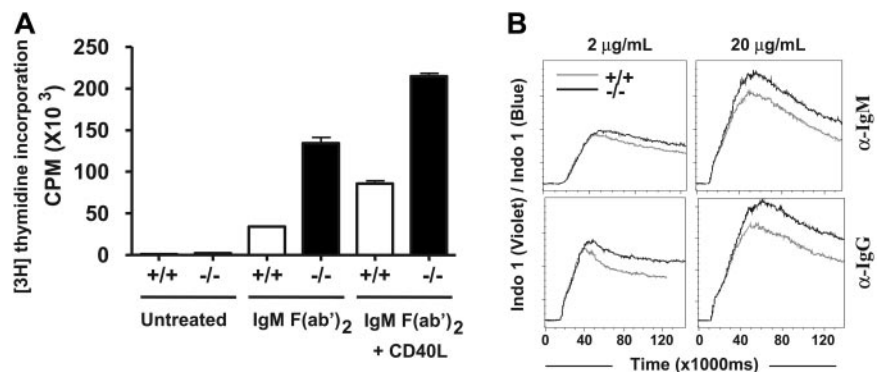 A
[3H] thymidine incorporation
CPM (X10 3)
250
200
150
100
50
0
+/+ -/- +/+ -/- +/+ -/-
Untreated IgM F(ab')2 IgM F(ab')2
+ CD40L
B
2 μg/mL 20 μg/mL
+/+
-/-
Indo 1 (Violet) / Indo 1 (Blue)
α-IgM
α-IgG
0 40 80 120 0 40 80 120
Time (x1000ms)